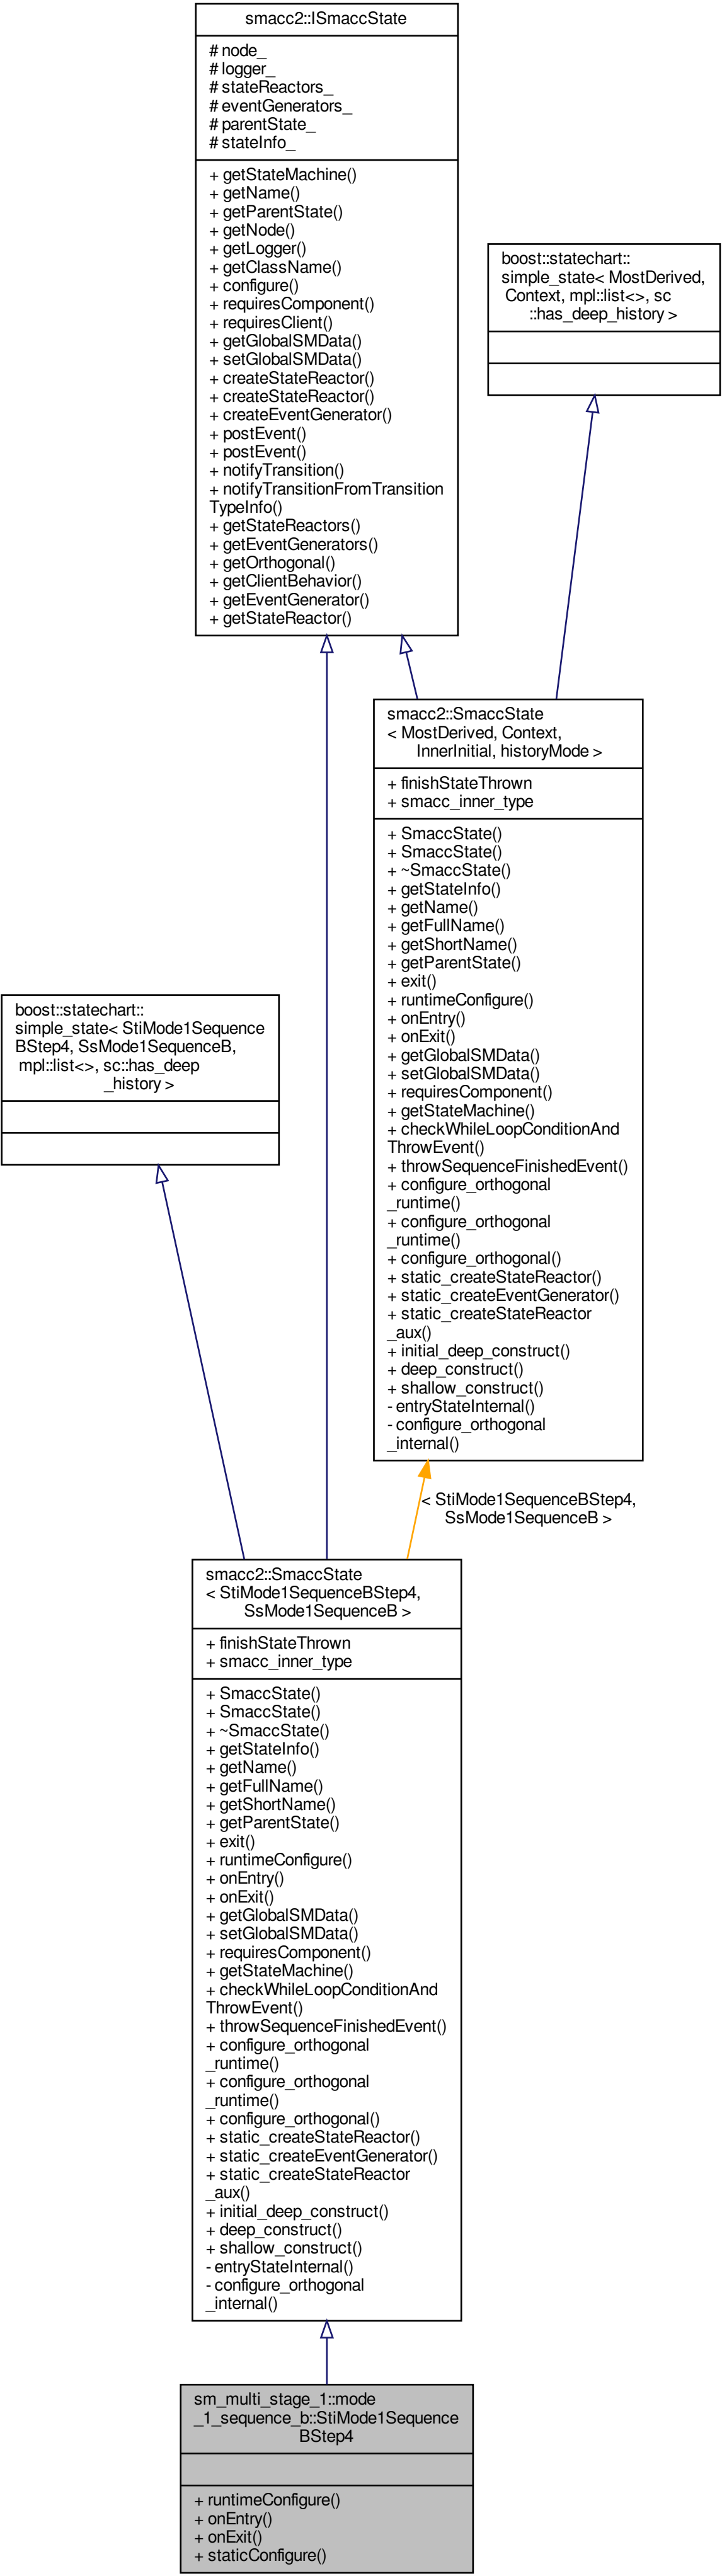 smacc2::ISmaccState
# node_
# logger_
# stateReactors_
# eventGenerators_
# parentState_
# stateInfo_
+ getStateMachine()
+ getName()
+ getParentState()
+ getNode()
+ getLogger()
+ getClassName()
+ configure()
+ requiresComponent()
+ requiresClient()
+ getGlobalSMData()
+ setGlobalSMData()
+ createStateReactor()
+ createStateReactor()
+ createEventGenerator()
+ postEvent()
+ postEvent()
+ notifyTransition()
+ notifyTransitionFromTransition
TypeInfo()
+ getStateReactors()
+ getEventGenerators()
+ getOrthogonal()
+ getClientBehavior()
+ getEventGenerator()
+ getStateReactor()
boost::statechart::
simple_state< MostDerived,
Context, mpl::list<>, sc
::has_deep_history >
smacc2::SmaccState
< MostDerived, Context,
InnerInitial, historyMode >
+ finishStateThrown
+ smacc_inner_type
+ SmaccState()
+ SmaccState()
+ ~SmaccState()
+ getStateInfo()
+ getName()
+ getFullName()
+ getShortName()
+ getParentState()
+ exit()
+ runtimeConfigure()
+ onEntry()
+ onExit()
+ getGlobalSMData()
+ setGlobalSMData()
+ requiresComponent()
+ getStateMachine()
+ checkWhileLoopConditionAnd
ThrowEvent()
+ throwSequenceFinishedEvent()
+ configure_orthogonal
_runtime()
+ configure_orthogonal
_runtime()
+ configure_orthogonal()
+ static_createStateReactor()
+ static_createEventGenerator()
+ static_createStateReactor
_aux()
+ initial_deep_construct()
+ deep_construct()
+ shallow_construct()
- entryStateInternal()
- configure_orthogonal
_internal()
boost::statechart::
simple_state< StiMode1Sequence
BStep4, SsMode1SequenceB,
mpl::list<>, sc::has_deep
_history >
< StiMode1SequenceBStep4,
SsMode1SequenceB >
smacc2::SmaccState
< StiMode1SequenceBStep4,
SsMode1SequenceB >
+ finishStateThrown
+ smacc_inner_type
+ SmaccState()
+ SmaccState()
+ ~SmaccState()
+ getStateInfo()
+ getName()
+ getFullName()
+ getShortName()
+ getParentState()
+ exit()
+ runtimeConfigure()
+ onEntry()
+ onExit()
+ getGlobalSMData()
+ setGlobalSMData()
+ requiresComponent()
+ getStateMachine()
+ checkWhileLoopConditionAnd
ThrowEvent()
+ throwSequenceFinishedEvent()
+ configure_orthogonal
_runtime()
+ configure_orthogonal
_runtime()
+ configure_orthogonal()
+ static_createStateReactor()
+ static_createEventGenerator()
+ static_createStateReactor
_aux()
+ initial_deep_construct()
+ deep_construct()
+ shallow_construct()
- entryStateInternal()
- configure_orthogonal
_internal()
sm_multi_stage_1::mode
_1_sequence_b::StiMode1Sequence
BStep4
+ runtimeConfigure()
+ onEntry()
+ onExit()
+ staticConfigure()